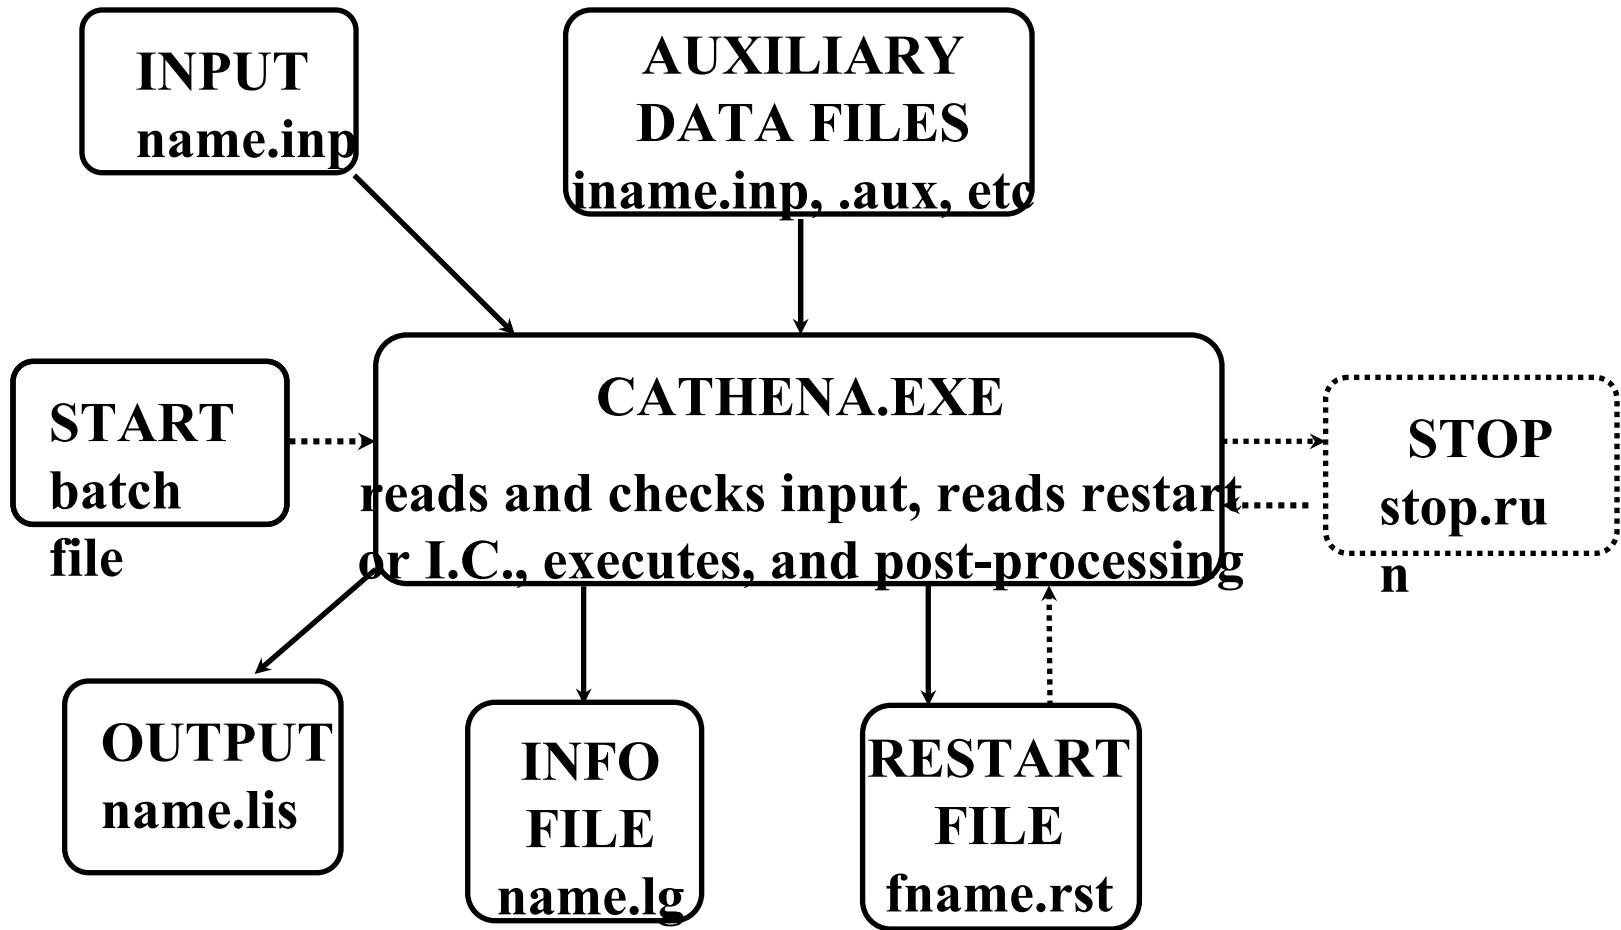 INPUT
name.inp
AUXILIARY
DATA FILES
iname.inp, .aux, etc
START
batch
file
CATHENA.EXE
reads and checks input, reads restart
or I.C., executes, and post-processing
STOP
stop.ru
n
OUTPUT
name.lis
INFO
FILE
name.lg
RESTART
FILE
fname.rst